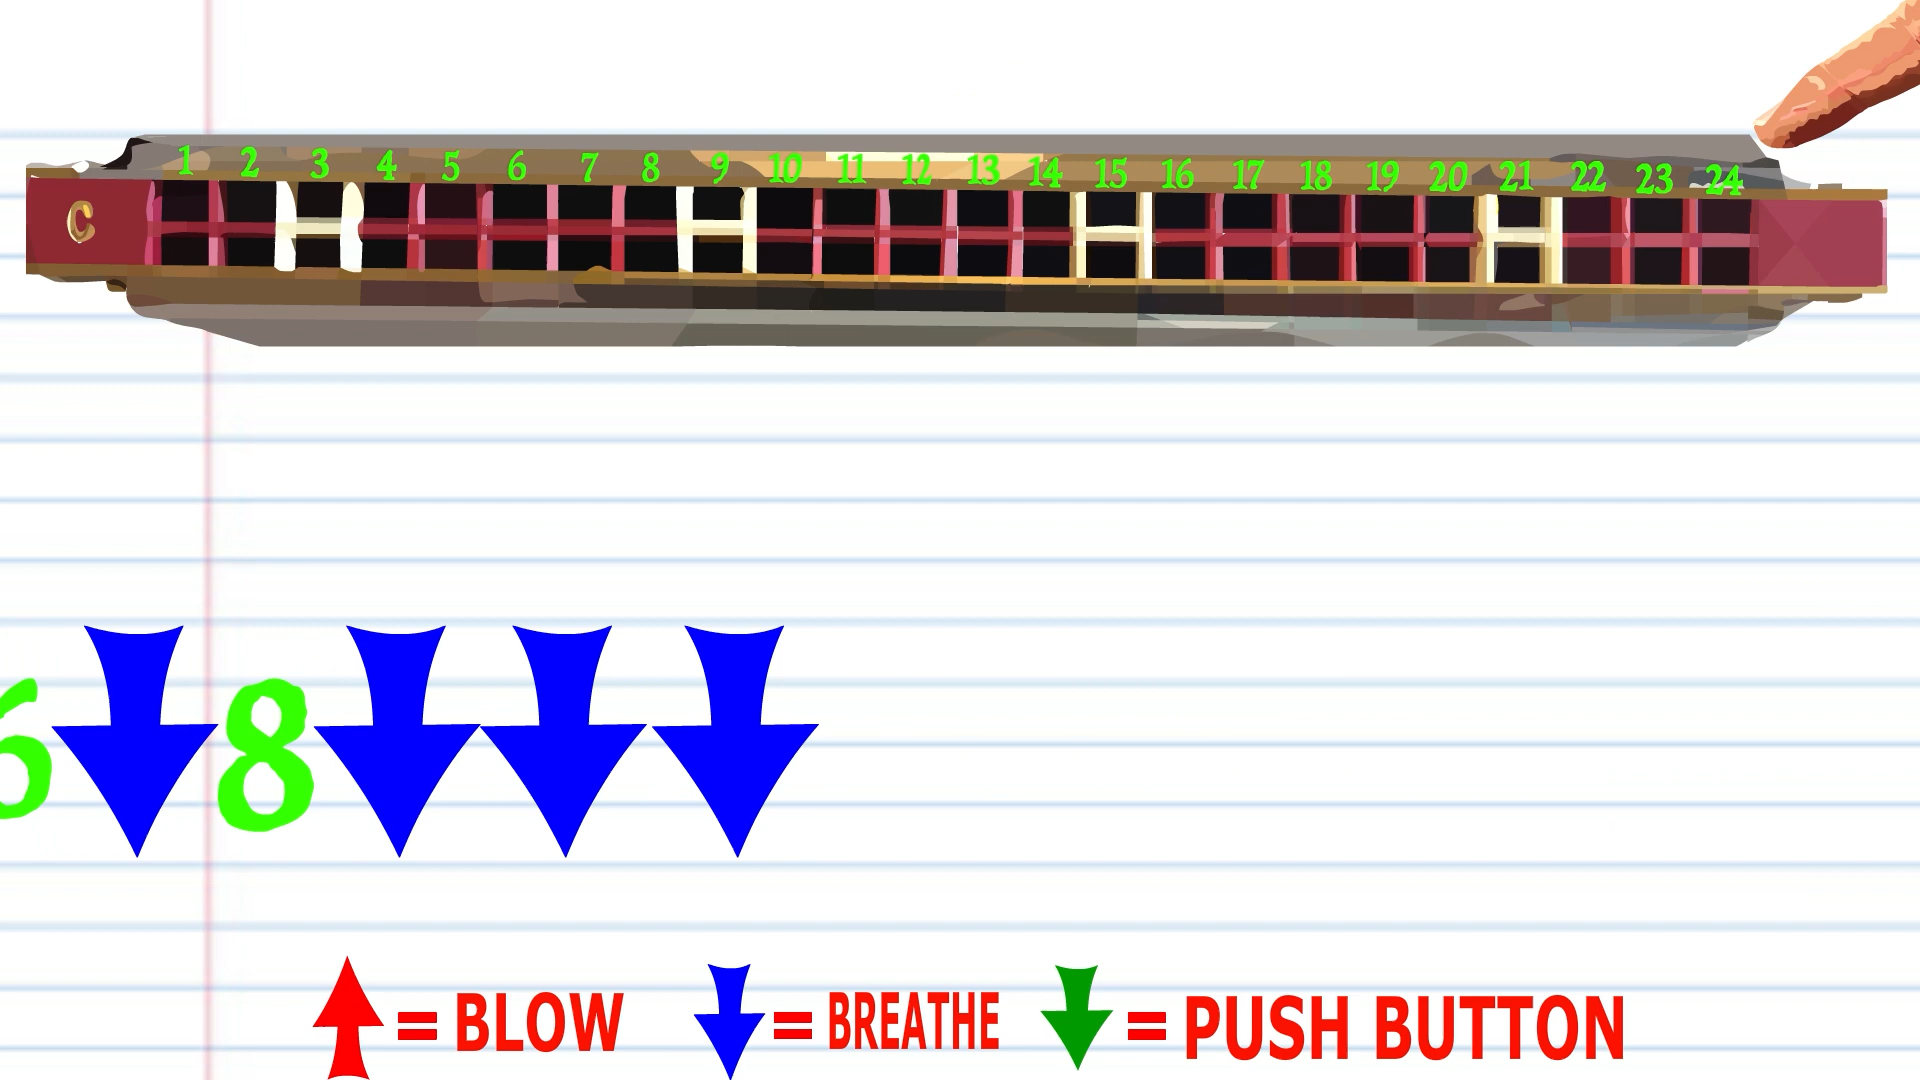 1 2 3 4 5 6 7 8 9 10 11 12 13 14 15 16 17 18 19 20 21 22 23 24
C
6 8
= BLOW = BREATHE = PUSH BUTTON